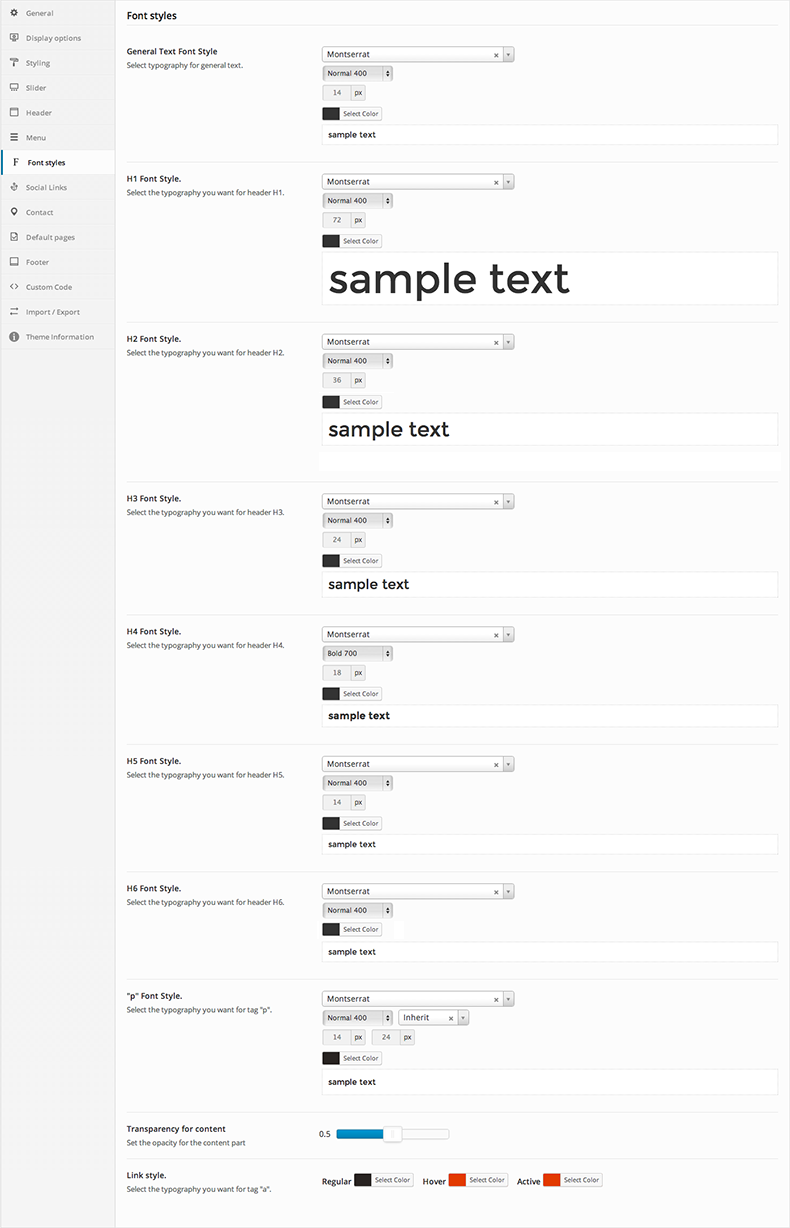 General
Display options
Styling
Slider
Header
Menu
Font styles
Social Links
Contact
Default pages
Footer
Custom Code
Import / Export
Theme Information
Font styles
General Text Font Style
Select typography for general text.
Montserrat
Normal 400
14 px
Select Color
sample text
H1 Font Style.
Select the typography you want for header H1.
Montserrat
Normal 400
72 px
Select Color
sample text
H2 Font Style.
Select the typography you want for header H2.
Montserrat
Normal 400
36 px
Select Color
sample text
H3 Font Style.
Select the typography you want for header H3.
Montserrat
Normal 400
24 px
Select Color
sample text
H4 Font Style.
Select the typography you want for header H4.
Montserrat
Bold 700
18 px
Select Color
sample text
H5 Font Style.
Select the typography you want for header H5.
Montserrat
Normal 400
14 px
Select Color
sample text
H6 Font Style.
Select the typography you want for header H6.
Montserrat
Normal 400
Select Color
sample text
"p" Font Style.
Select the typography you want for tag "p".
Montserrat
Normal 400 Inherit
14 px 24 px
Select Color
sample text
Transparency for content
Set the opacity for the content part
0.5
Link style.
Select the typography you want for tag "a".
Regular Select Color Hover Select Color Active Select Color